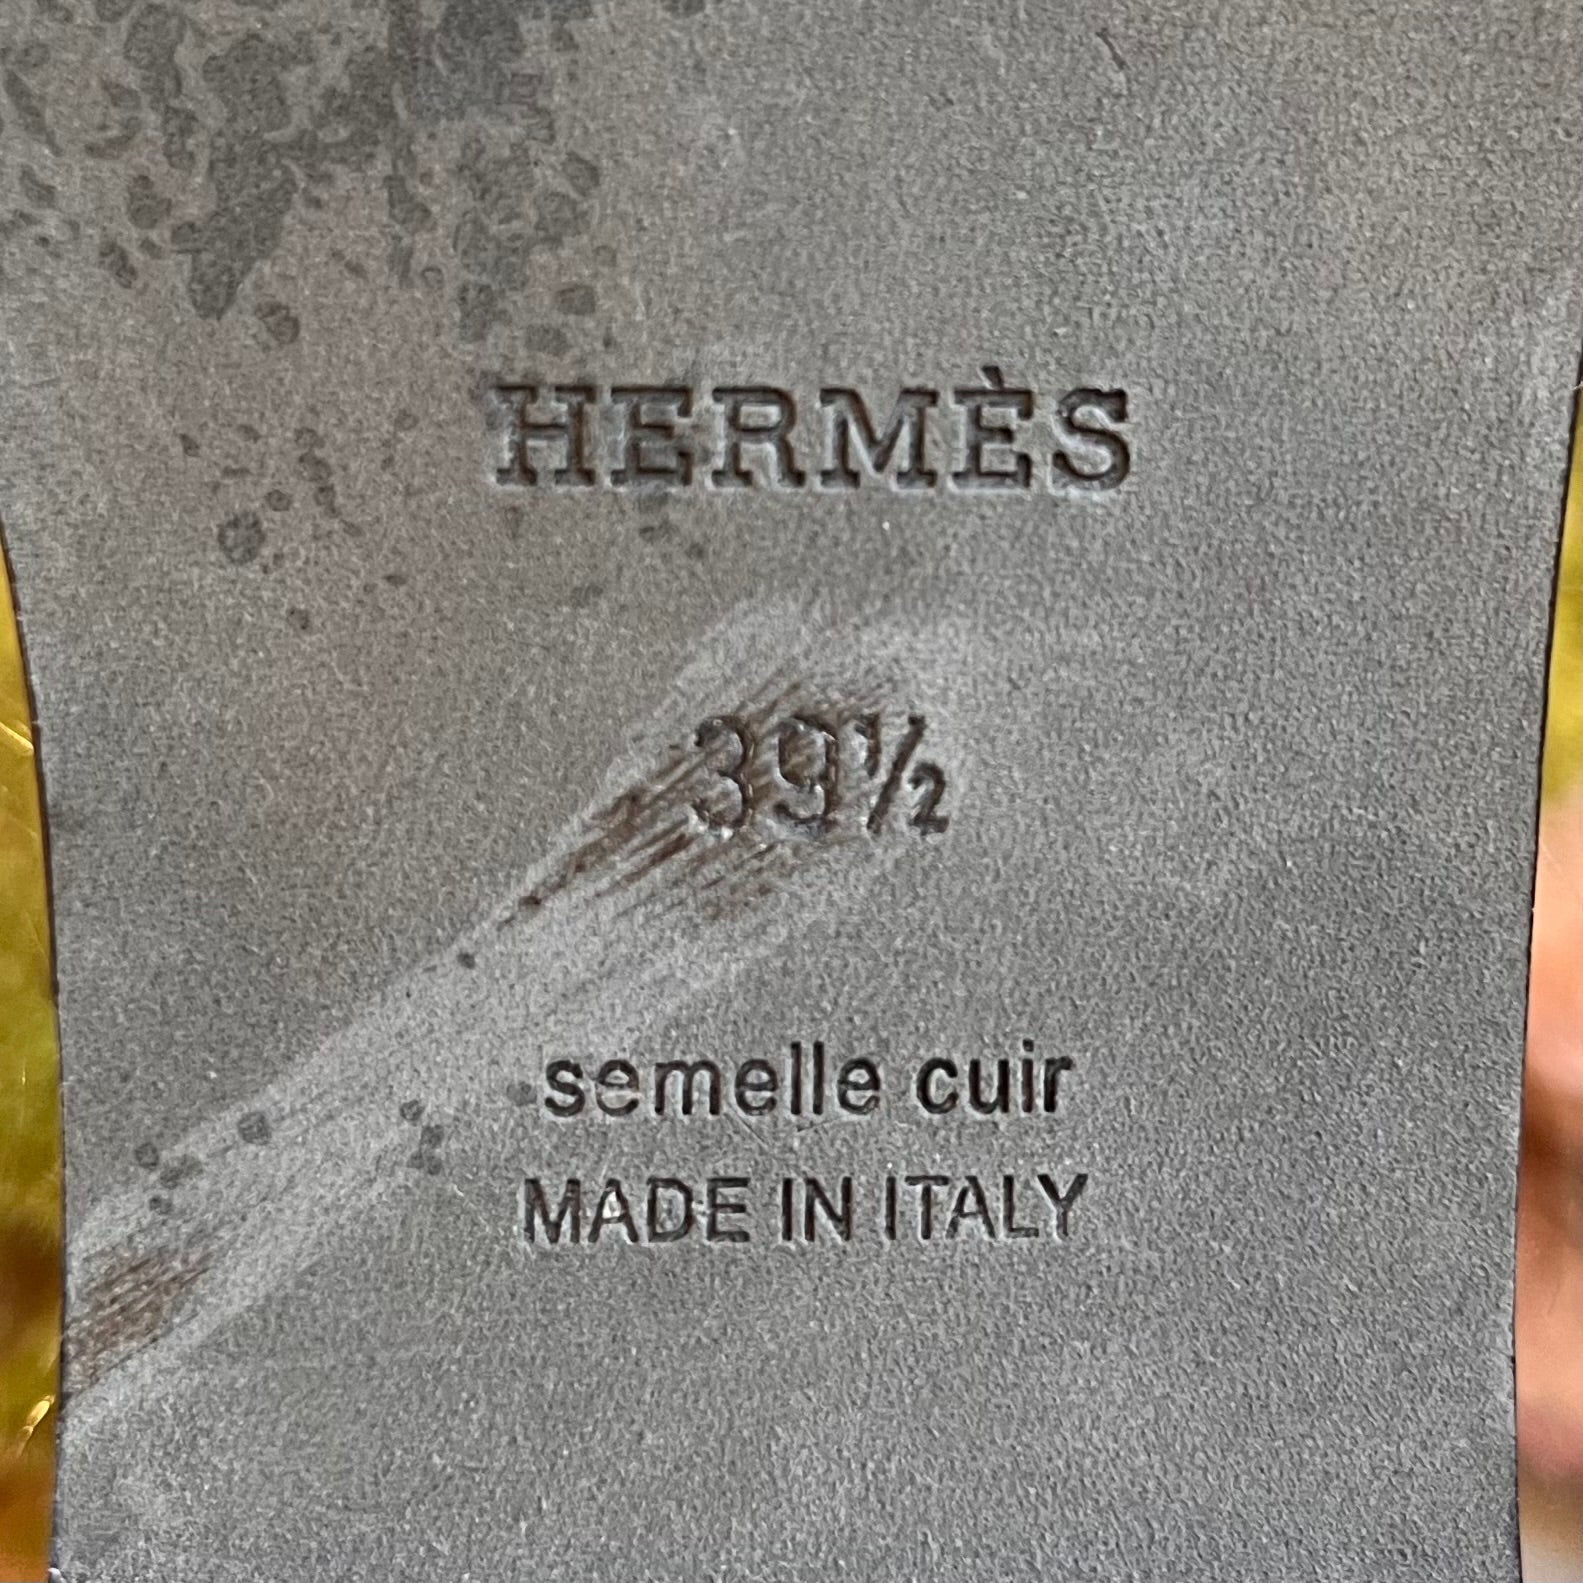 HERMÈS
39½
semelle cuir
MADE IN ITALY